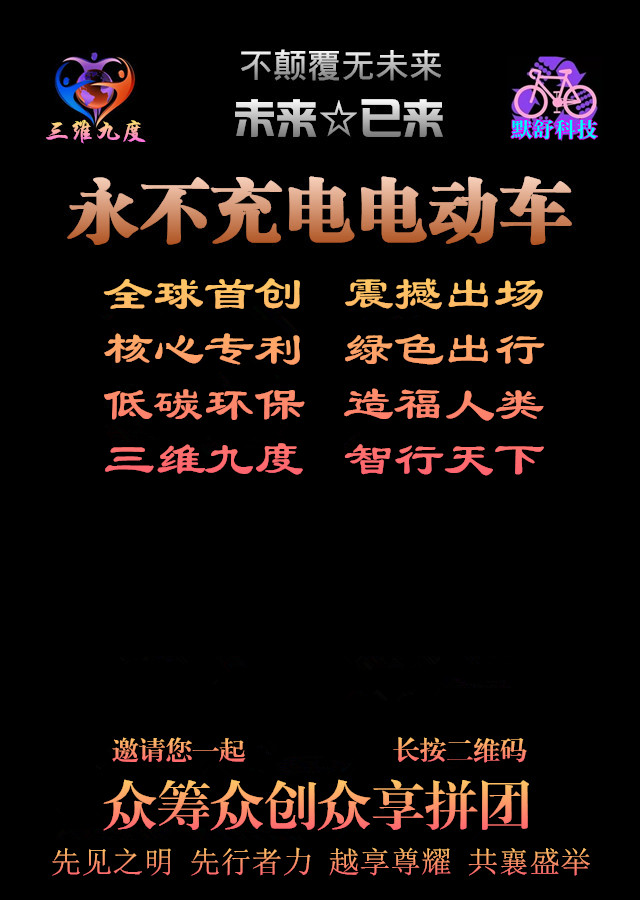 不颠覆无未来
未来☆已来
三维九度
默舒科技
永不充电电动车
全球首创 震撼出场
核心专利 绿色出行
低碳环保 造福人类
三维九度 智行天下
邀请您一起 长按二维码
众筹众创众享拼团
先见之明 先行者力 越享尊耀 共襄盛举